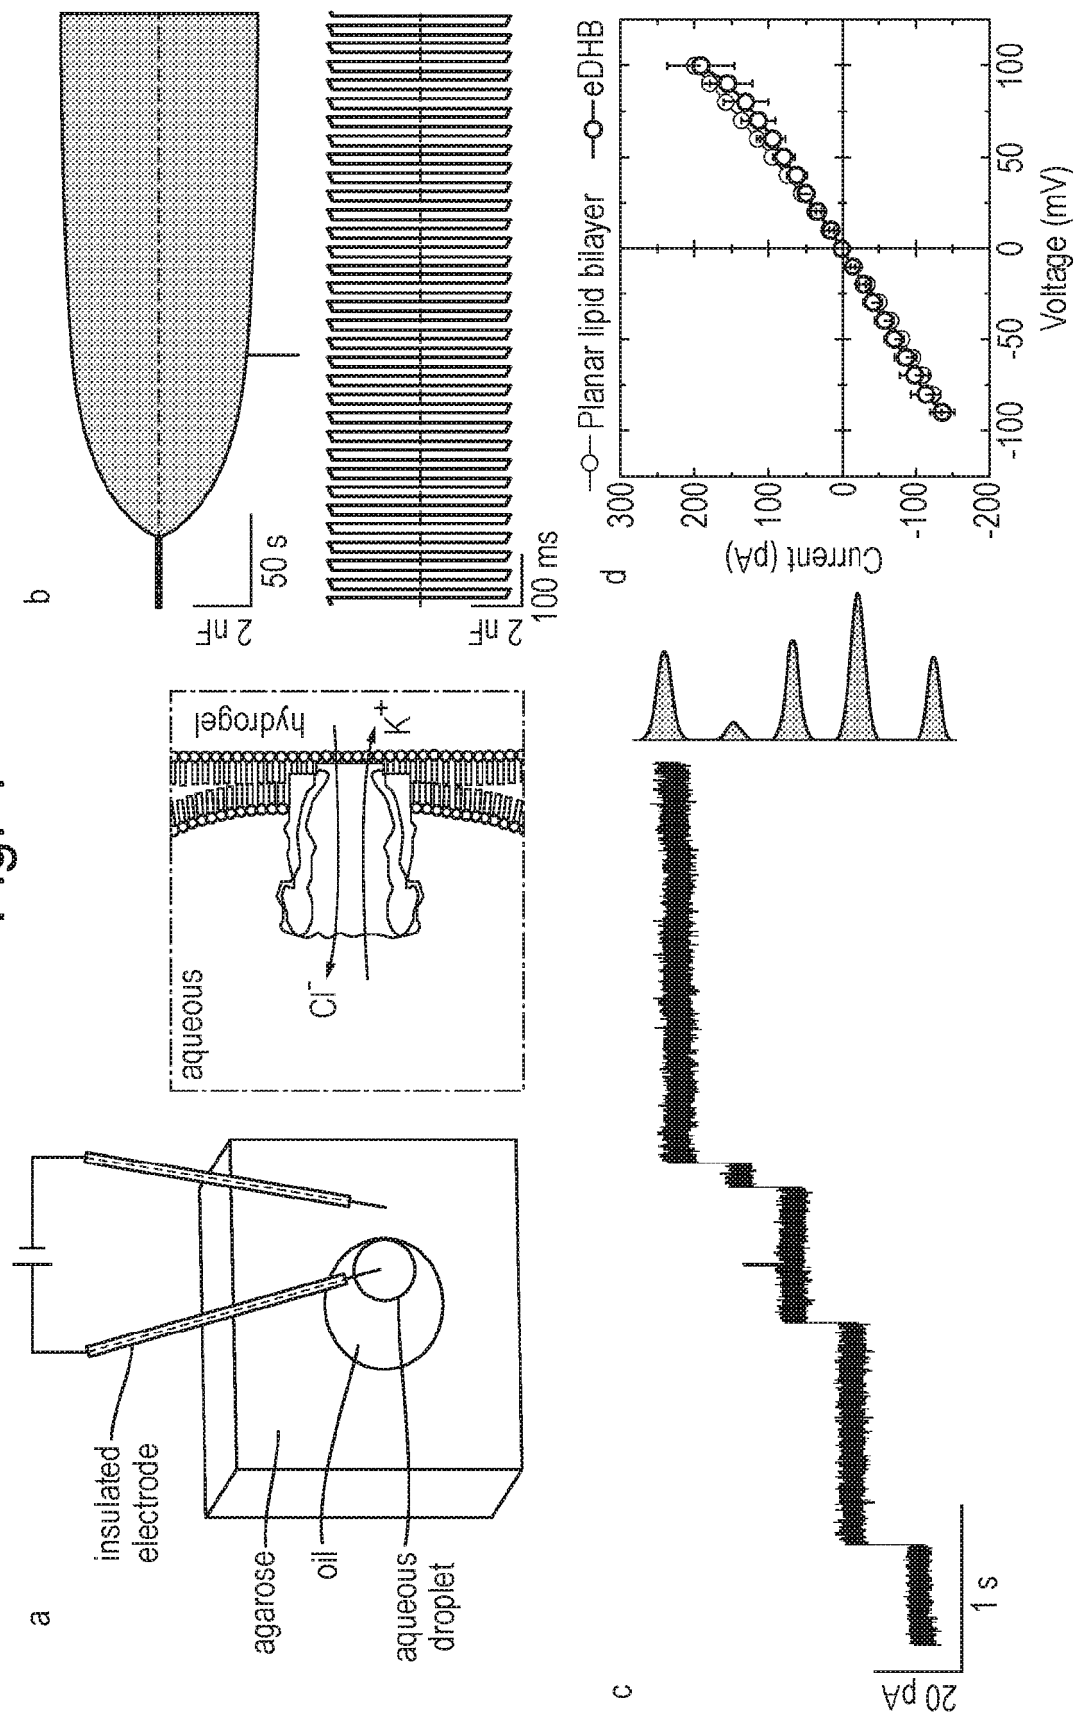 a
insulated
electrode
agarose
oil
aqueous
droplet
aqueous
hydrogel
Cl⁻
K⁺
b
2 nF
50 s
2 nF
100 ms
c
20 pA
1 s
d
Planar lipid bilayer
eDHB
Current (pA)
300
200
100
0
-100
-200
-100
-50
0
50
100
Voltage (mV)